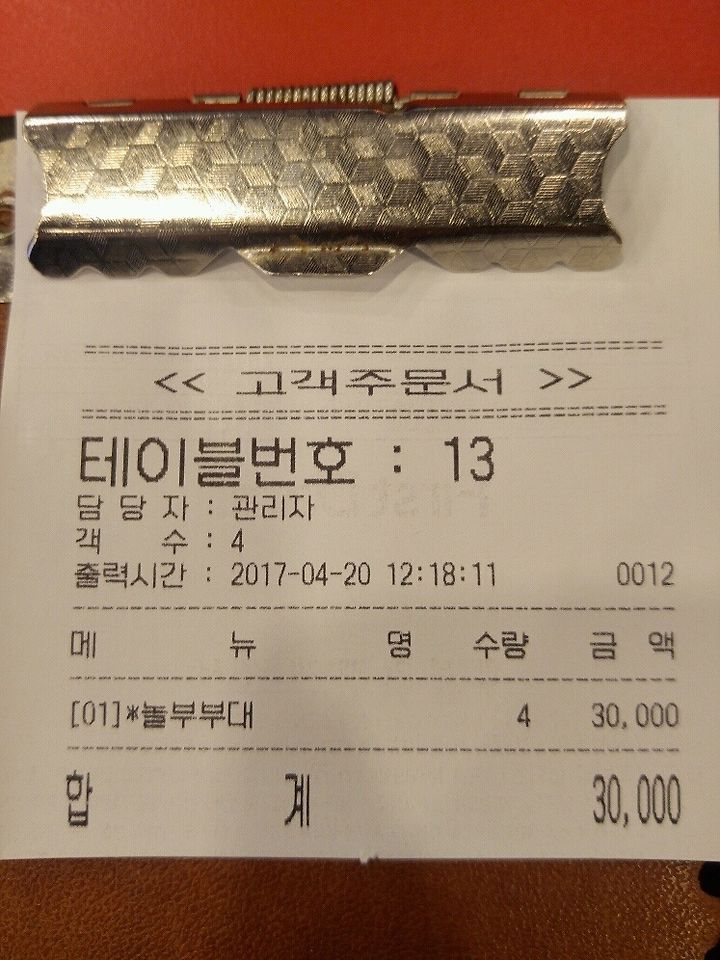 << 고객주문서 >>
테이블번호 : 13
담 당 자 : 관리자
객 수 : 4
출력시간 : 2017-04-20 12:18:11 0012
메 뉴 명 수량 금 액
[01]*놀부부대 4 30,000
합 계 30,000